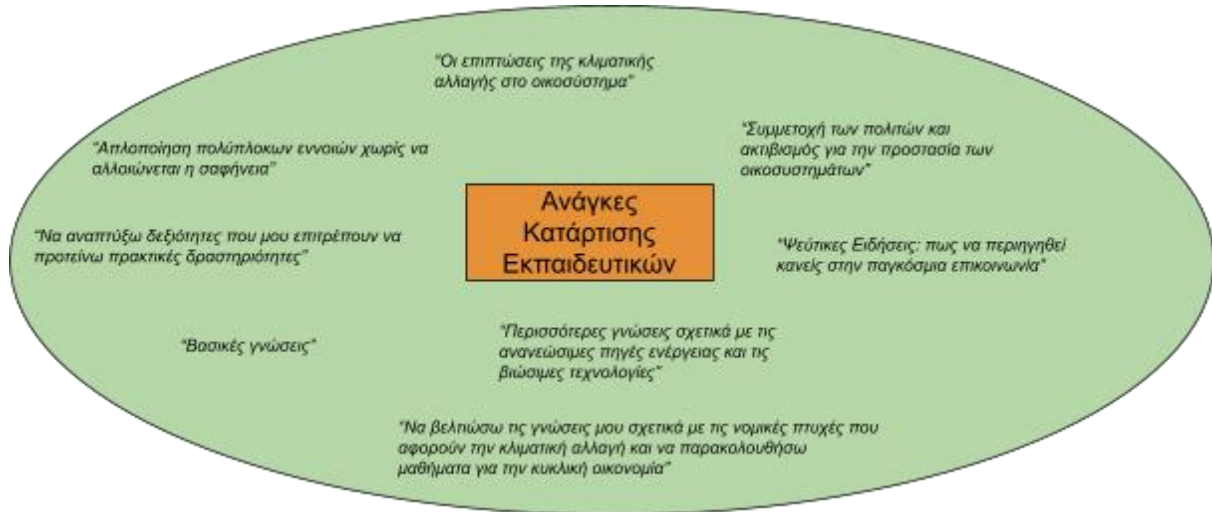 "Οι επιπτώσεις της κλιματικής
αλλαγής στο οικοσύστημα"
"Συμμετοχή των πολιτών και
ακτιβισμός για την προστασία των
οικοσυστημάτων"
"Απλοποίηση πολύπλοκων εννοιών χωρίς να
αλλοιώνεται η σαφήνεια"
Ανάγκες
Κατάρτισης
Εκπαιδευτικών
"Να αναπτύξω δεξιότητες που μου επιτρέπουν να
προτείνω πρακτικές δραστηριότητες"
"Ψεύτικες Ειδήσεις: πως να περιηγηθεί
κανείς στην παγκόσμια επικοινωνία"
"Βασικές γνώσεις"
"Περισσότερες γνώσεις σχετικά με τις
ανανεώσιμες πηγές ενέργειας και τις
βιώσιμες τεχνολογίες"
"Να βελτιώσω τις γνώσεις μου σχετικά με τις νομικές πτυχές που
αφορούν την κλιματική αλλαγή και να παρακολουθήσω
μαθήματα για την κυκλική οικονομία"